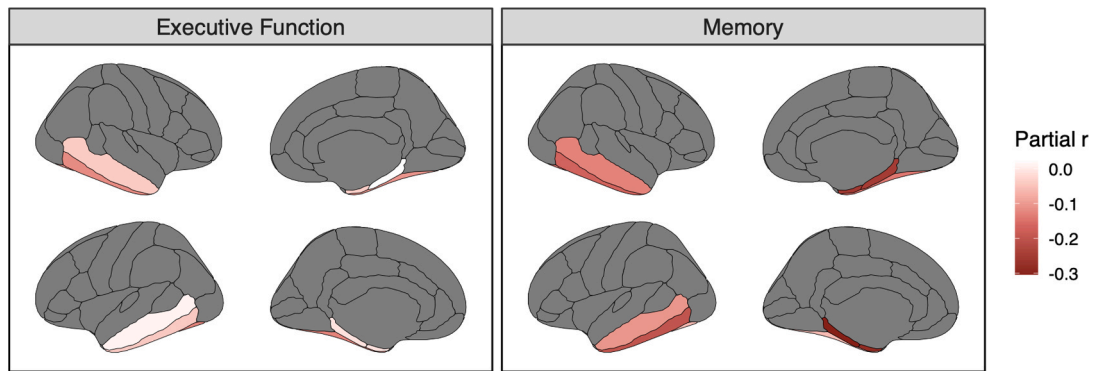 Executive Function
Memory
Partial r
0.0
-0.1
-0.2
-0.3